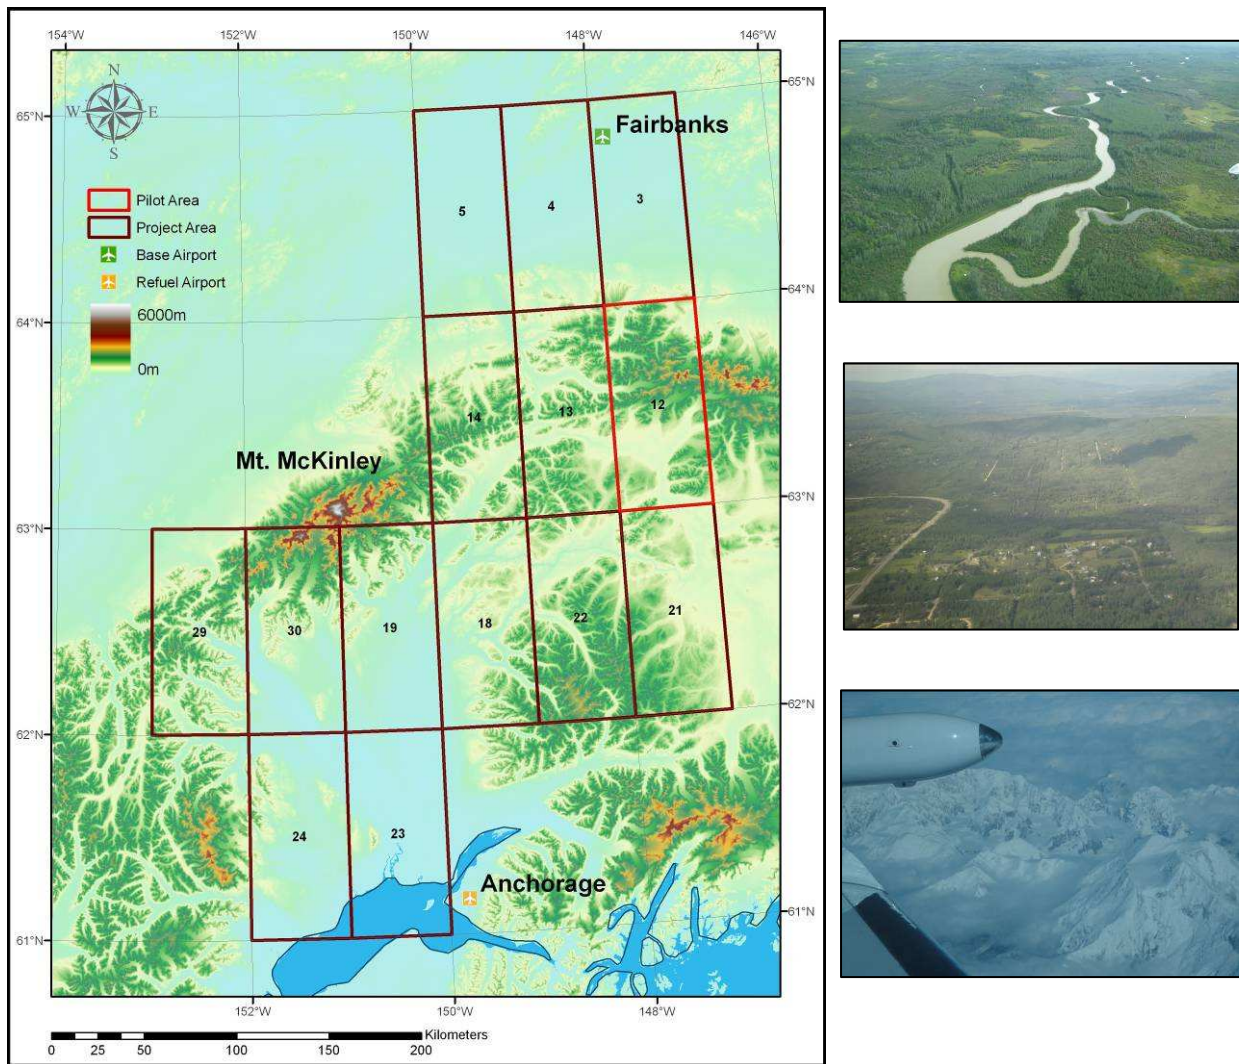 154°W 152°W 150°W 148°W 146°W
N
W E
S
65°N 65°N
Fairbanks
Pilot Area
Project Area
Base Airport
Refuel Airport
6000m
0m
5 4 3
64°N 64°N
14 13 12
Mt. McKinley
63°N 63°N
29 30 19 18 22 21
62°N 62°N
24 23
Anchorage
61°N 61°N
152°W 150°W 148°W
Kilometers
0 25 50 100 150 200